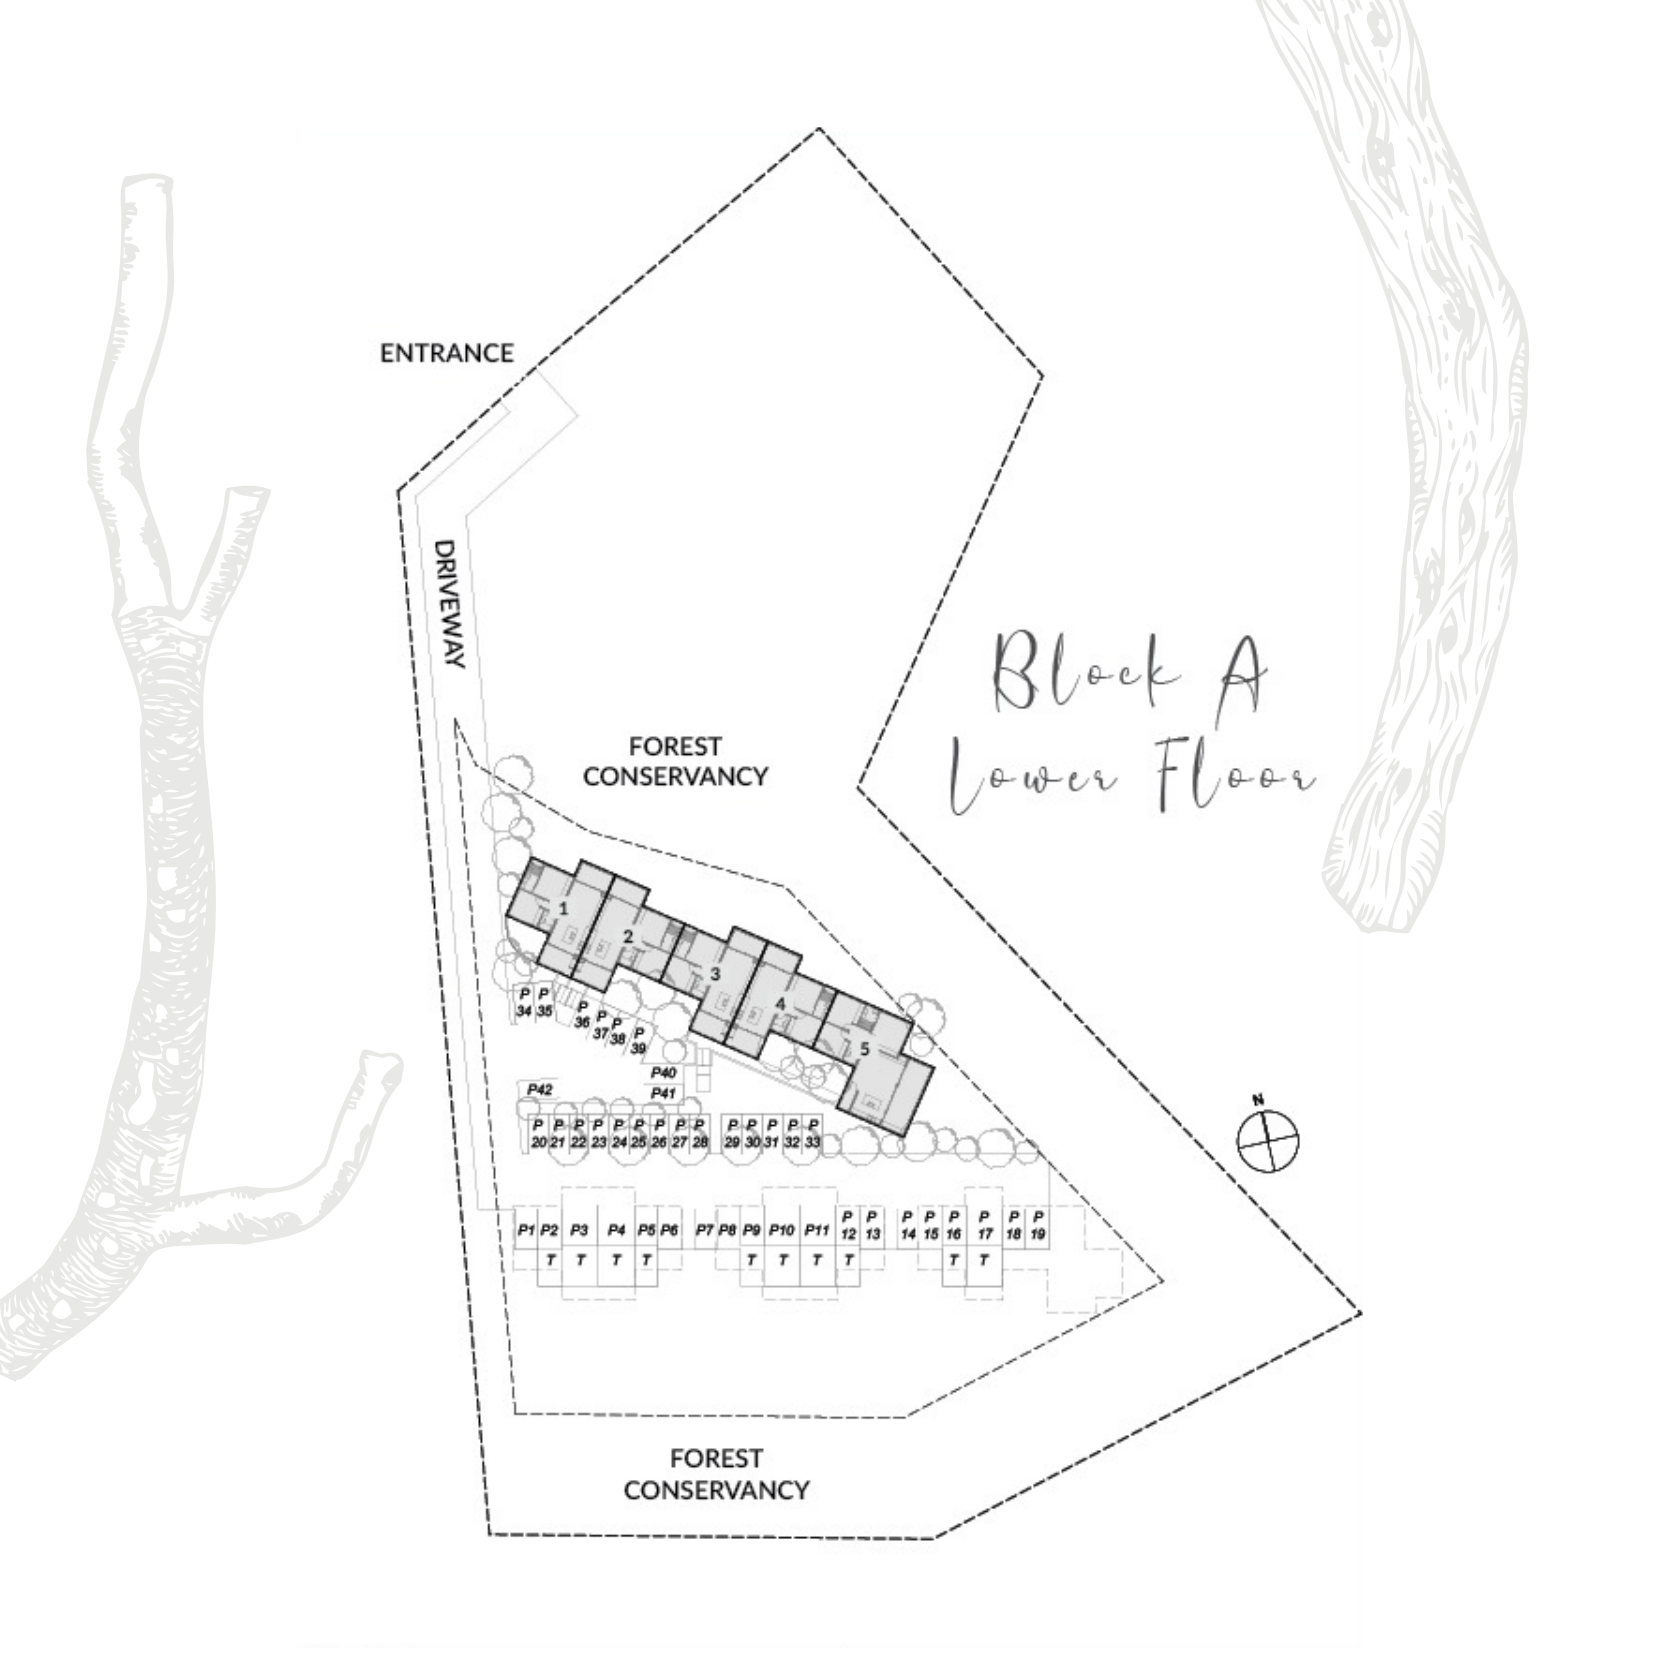 ENTRANCE
DRIVEWAY
Block A
Lower Floor
FOREST
CONSERVANCY
1
2
3
4
5
P
34
P
35
P
36
P
37
P
38
P
39
P40
P41
P42
P
20
P
21
P
22
P
23
P
24
P
25
P
26
P
27
P
28
P
29
P
30
P
31
P
32
P
33
N
P1 P2 P3 P4 P5 P6 P7 P8 P9 P10 P11
P
12
P
13
P
14
P
15
P
16
P
17
P
18
P
19
T T T T T T T T T T
FOREST
CONSERVANCY